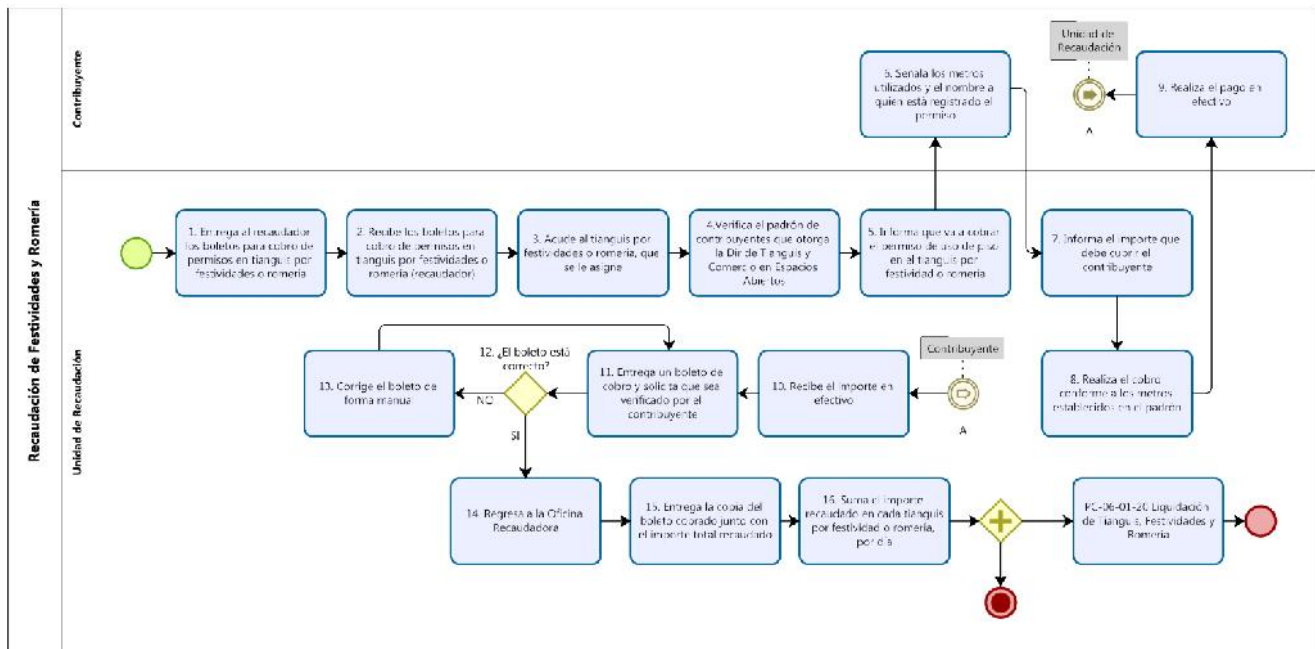 Recaudación de Festividades y Romería
Contribuyente
Unidad de Recaudación
Unidad de
Recaudación
6. Senala los metros
utilizados y el nombre a
quien está registrado el
permiso
9. Realiza el pago en
efectivo
A
1. Entrega al recaudador
los boletos para cobro de
permisos en tianguis por
festividades o romería
2. Recibe los boletos para
cobro de permisos en
tianguis por festividades o
romería (recaudador)
3. Acude al tianguis por
festividades o romería, que
se le asigne
4.Verifica el padrón de
contribuyentes que otorga
la Dir de Tianguis y
Comercio en Espacios
Abiertos
5. Informa que va a cobrar
el permiso de uso de piso
en el tianguis por
festividad o romería
7. Informa el importe que
debe cubrir el
contribuyente
12. ¿El boleto está
correcto?
Contribuyente
13. Corrige el boleto de
forma manual
NO
11. Entrega un boleto de
cobro y solicita que sea
verificado por el
contribuyente
10. Recibe el importe en
efectivo
A
8. Realiza el cobro
conforme a los metros
establecidos en el padrón
SI
14. Regresa a la Oficina
Recaudadora
15. Entrega la copia del
boleto cobrado junto con
el importe total recaudado
16. Suma el importe
recaudado en cada tianguis
por festividad o romería,
por día
PC-06-01-20 Liquidación
de Tianguis, Festividades y
Romería